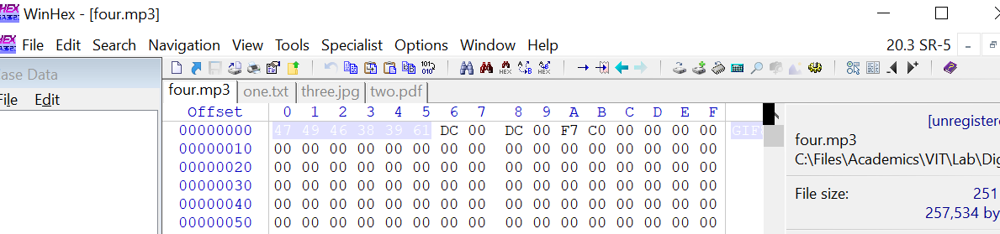 WinHex - [four.mp3]
File Edit Search Navigation View Tools Specialist Options Window Help 20.3 SR-5
ase Data
File Edit
four.mp3 one.txt three.jpg two.pdf
Offset 0 1 2 3 4 5 6 7 8 9 A B C D E F
00000000 47 49 46 38 39 61 DC 00 DC 00 F7 C0 00 00 00 00 GIF
00000010 00 00 00 00 00 00 00 00 00 00 00 00 00 00 00 00
00000020 00 00 00 00 00 00 00 00 00 00 00 00 00 00 00 00
00000030 00 00 00 00 00 00 00 00 00 00 00 00 00 00 00 00
00000040 00 00 00 00 00 00 00 00 00 00 00 00 00 00 00 00
00000050 00 00 00 00 00 00 00 00 00 00 00 00 00 00 00 00
[unregistere
four.mp3
C:\Files\Academics\VIT\Lab\Dig
File size: 251
257,534 by